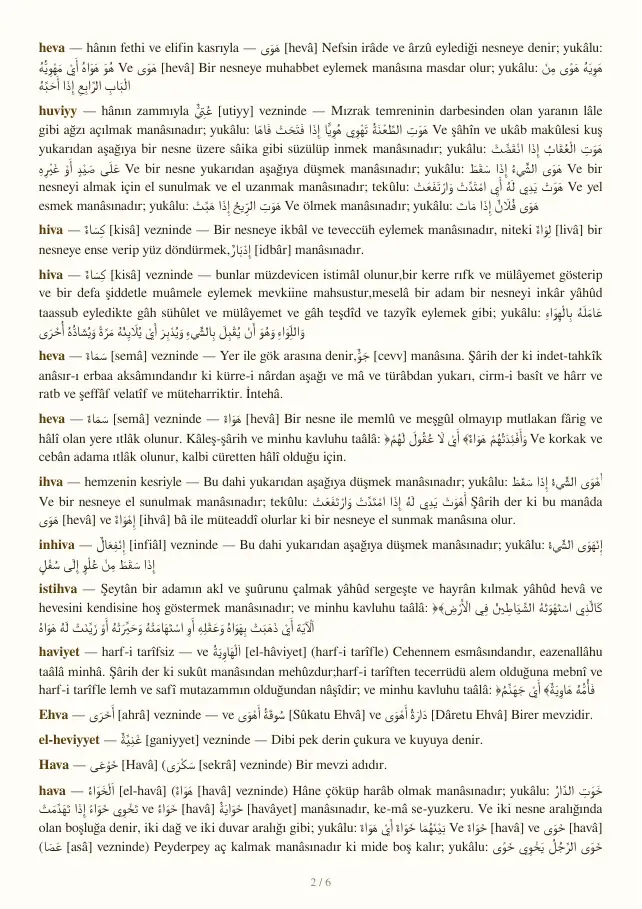 heva — hânın fethi ve elifin kasrıyla — هَوَى [hevâ] Nefsin irâde ve ârzû eylediği nesneye denir; yukâlu:
هُوَ هَوَاهُ أَيْ مَهْوِيُّهُ Ve هَوَى [hevâ] Bir nesneye muhabbet eylemek manâsına masdar olur; yukâlu: هَوِيَهُ هَوًى مِنَ
الْبَابِ الرَّابِعِ إِذَا أَحَبَّهُ
huviyy — hânın zammıyla عُتِيٌّ [utiyy] vezninde — Mızrak temreninin darbesinden olan yaranın lâle
gibi ağzı açılmak manâsınadır; yukâlu: هَوَتِ الطَّعْنَةُ تَهْوِي هُوِيًّا إِذَا فَتَحَتْ فَاهَا Ve şâhîn ve ukâb makûlesi kuş
yukarıdan aşağıya bir nesne üzere sâika gibi süzülüp inmek manâsınadır; yukâlu: هَوَتِ الْعُقَابُ إِذَا انْقَضَّتْ
عَلَى صَيْدٍ أَوْ غَيْرِهِ Ve bir nesne yukarıdan aşağıya düşmek manâsınadır; yukâlu: هَوَى الشَّيْءُ إِذَا سَقَطَ Ve bir
nesneyi almak için el sunulmak ve el uzanmak manâsınadır; tekûlu: هَوَتْ يَدِي لَهُ أَيِ امْتَدَّتْ وَارْتَفَعَتْ Ve yel
esmek manâsınadır; yukâlu: هَوَتِ الرِّيحُ إِذَا هَبَّتْ Ve ölmek manâsınadır; yukâlu: هَوَى فُلَانٌ إِذَا مَاتَ
hiva — كِسَاءٌ [kisâ] vezninde — Bir nesneye ikbâl ve teveccüh eylemek manâsınadır, niteki لِوَاءٌ [livâ] bir
nesneye ense verip yüz döndürmek,إِدْبَارٌ [idbâr] manâsınadır.
hiva — كِسَاءٌ [kisâ] vezninde — bunlar müzdevicen istimâl olunur,bir kerre rıfk ve mülâyemet gösterip
ve bir defa şiddetle muâmele eylemek mevkiine mahsustur,meselâ bir adam bir nesneyi inkâr yâhûd
taassub eyledikte gâh sühûlet ve mülâyemet ve gâh teşdîd ve tazyîk eylemek gibi; yukâlu: عَامَلَهُ بِالْهِوَاءِ
وَاللِّوَاءِ وَهُوَ أَنْ يُقْبِلَ بِالشَّيْءِ وَيُدْبِرَ أَيْ يُلَايِنُهُ مَرَّةً وَيُشَادُّهُ أُخْرَى
heva — سَمَاءٌ [semâ] vezninde — Yer ile gök arasına denir,جَوٌّ [cevv] manâsına. Şârih der ki indet-tahkîk
anâsır-ı erbaa aksâmındandır ki kürre-i nârdan aşağı ve mâ ve türâbdan yukarı, cirm-i basît ve hârr ve
ratb ve şeffâf velatîf ve müteharriktir. İntehâ.
heva — سَمَاءٌ [semâ] vezninde — هَوَاءٌ [hevâ] Bir nesne ile memlû ve meşgûl olmayıp mutlakan fârig ve
hâlî olan yere ıtlâk olunur. Kâleş-şârih ve minhu kavluhu taâlâ: ﴿وَأَفْئِدَتُهُمْ هَوَاءٌ﴾ أَيْ لَا عُقُولَ لَهُمْ Ve korkak ve
cebân adama ıtlâk olunur, kalbi cüretten hâlî olduğu için.
ihva — hemzenin kesriyle — Bu dahi yukarıdan aşağıya düşmek manâsınadır; yukâlu: أَهْوَى الشَّيْءُ إِذَا سَقَطَ
Ve bir nesneye el sunulmak manâsınadır; tekûlu: أَهْوَتْ يَدِي لَهُ إِذَا امْتَدَّتْ وَارْتَفَعَتْ Şârih der ki bu manâda
هَوَى [hevâ] ve إِهْوَاءٌ [ihvâ] bâ ile müteaddî olurlar ki bir nesneye el sunmak manâsına olur.
inhiva — إِنْفِعَالٌ [infiâl] vezninde — Bu dahi yukarıdan aşağıya düşmek manâsınadır; yukâlu: إِنْهَوَى الشَّيْءُ
إِذَا سَقَطَ مِنْ عُلْوٍ إِلَى سُفْلٍ
istihva — Şeytân bir adamın akl ve şuûrunu çalmak yâhûd sergeşte ve hayrân kılmak yâhûd hevâ ve
hevesini kendisine hoş göstermek manâsınadır; ve minhu kavluhu taâlâ: ﴿كَالَّذِي اسْتَهْوَتْهُ الشَّيَاطِينُ فِي الْأَرْضِ﴾
اَلْآيَةَ أَيْ ذَهَبَتْ بِهَوَاهُ وَعَقْلِهِ أَوِ اسْتَهَامَتْهُ وَحَيَّرَتْهُ أَوْ زَيَّنَتْ لَهُ هَوَاهُ
haviyet — harf-i tarîfsiz — ve اَلْهَاوِيَةُ [el-hâviyet] (harf-i tarîfle) Cehennem esmâsındandır, eazenallâhu
taâlâ minhâ. Şârih der ki sukût manâsından mehûzdur;harf-i tarîften tecerrüdü alem olduğuna mebnî ve
harf-i tarîfle lemh ve safî mutazammın olduğundan nâşîdir; ve minhu kavluhu taâlâ: ﴿فَأُمُّهُ هَاوِيَةٌ﴾ أَيْ جَهَنَّمُ
Ehva — أَحْرَى [ahrâ] vezninde — ve سُوقَةُ أَهْوَى [Sûkatu Ehvâ] ve دَارَةُ أَهْوَى [Dâretu Ehvâ] Birer mevzidir.
el-heviyyet — غَنِيَّةٌ [ganiyyet] vezninde — Dibi pek derin çukura ve kuyuya denir.
Hava — خَوْعَى [Havâ] (سَكْرَى [sekrâ] vezninde) Bir mevzi adıdır.
hava — اَلْخَوَاءُ [el-havâ] (هَوَاءٌ [havâ] vezninde) Hâne çöküp harâb olmak manâsınadır; yukâlu: خَوَتِ الدَّارُ
تَخْوِي خَوَاءً إِذَا تَهَدَّمَتْ ve خَوَاءٌ [havâ] خَوَايَةٌ [havâyet] manâsınadır, ke-mâ se-yuzkeru. Ve iki nesne aralığında
olan boşluğa denir, iki dağ ve iki duvar aralığı gibi; yukâlu: بَيْنَهُمَا خَوَاءٌ أَيْ هَوَاءٌ Ve خَوَاءٌ [havâ] ve خَوَى [havâ]
(عَصَا [asâ] vezninde) Peyderpey aç kalmak manâsınadır ki mide boş kalır; yukâlu: خَوَى الرَّجُلُ يَخْوِي خَوًى
2 / 6